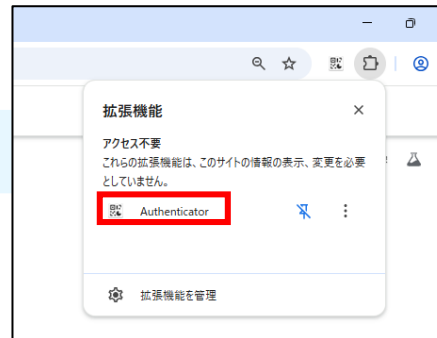 拡張機能
アクセス不要
これらの拡張機能は、このサイトの情報の表示、変更を必要
としていません。
Authenticator
拡張機能を管理